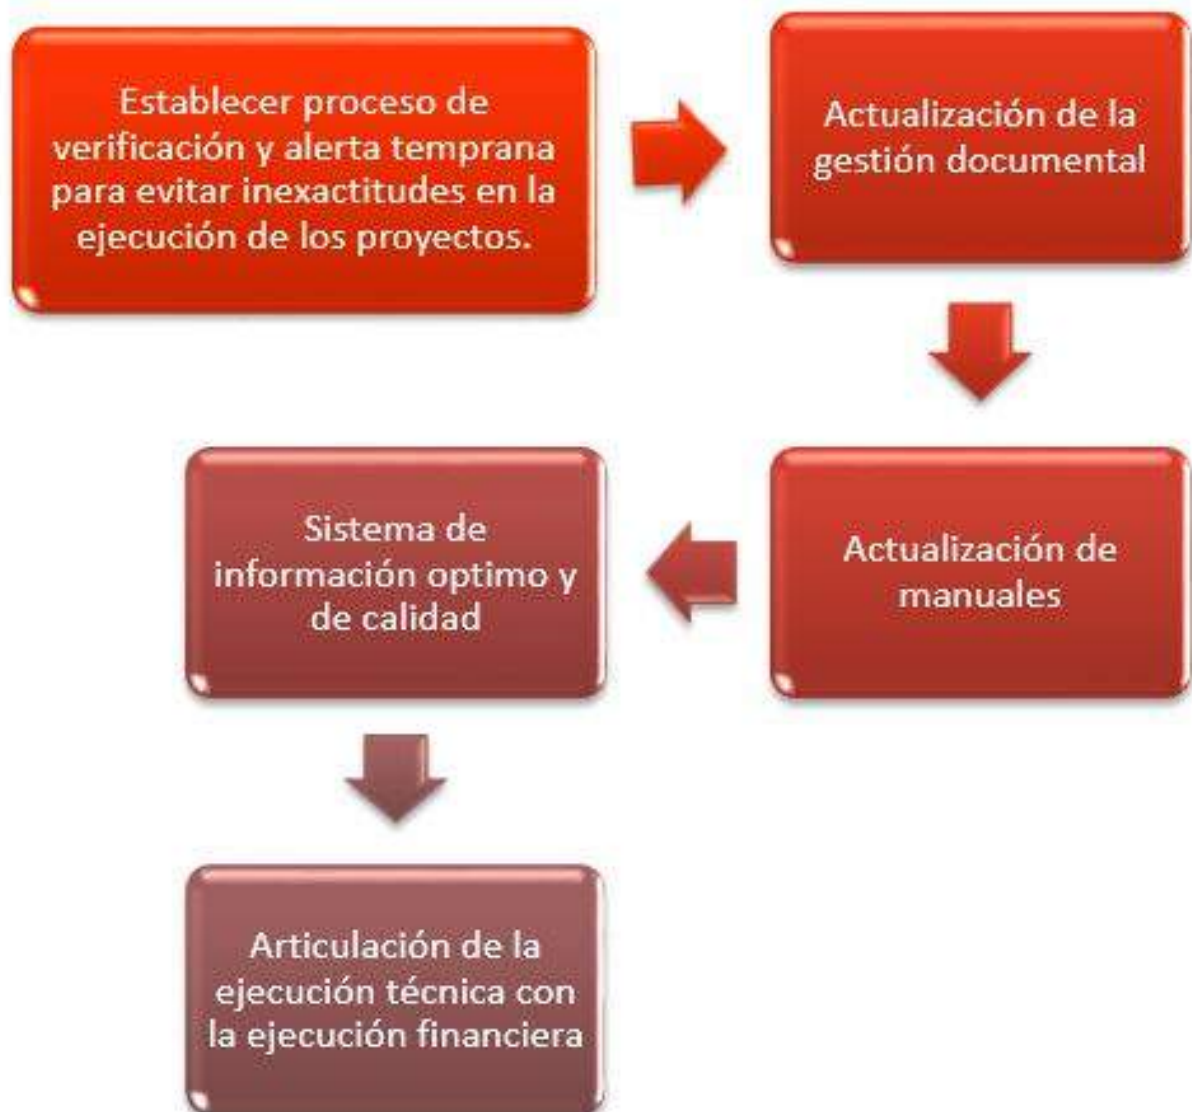 Establecer proceso de
verificación y alerta temprana
para evitar inexactitudes en la
ejecución de los proyectos.
Actualización de la
gestión documental
Actualización de
manuales
Sistema de
información optimo y
de calidad
Articulación de la
ejecución técnica con
la ejecución financiera